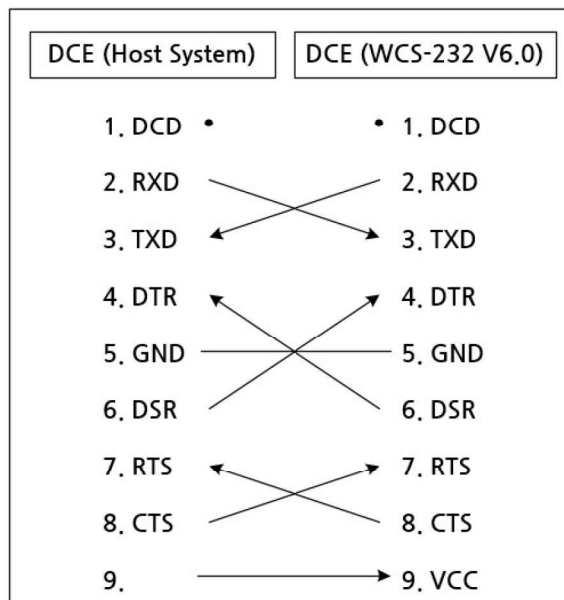 DCE (Host System) DCE (WCS-232 V6.0)
1. DCD 1. DCD
2. RXD 2. RXD
3. TXD 3. TXD
4. DTR 4. DTR
5. GND 5. GND
6. DSR 6. DSR
7. RTS 7. RTS
8. CTS 8. CTS
9. 9. VCC